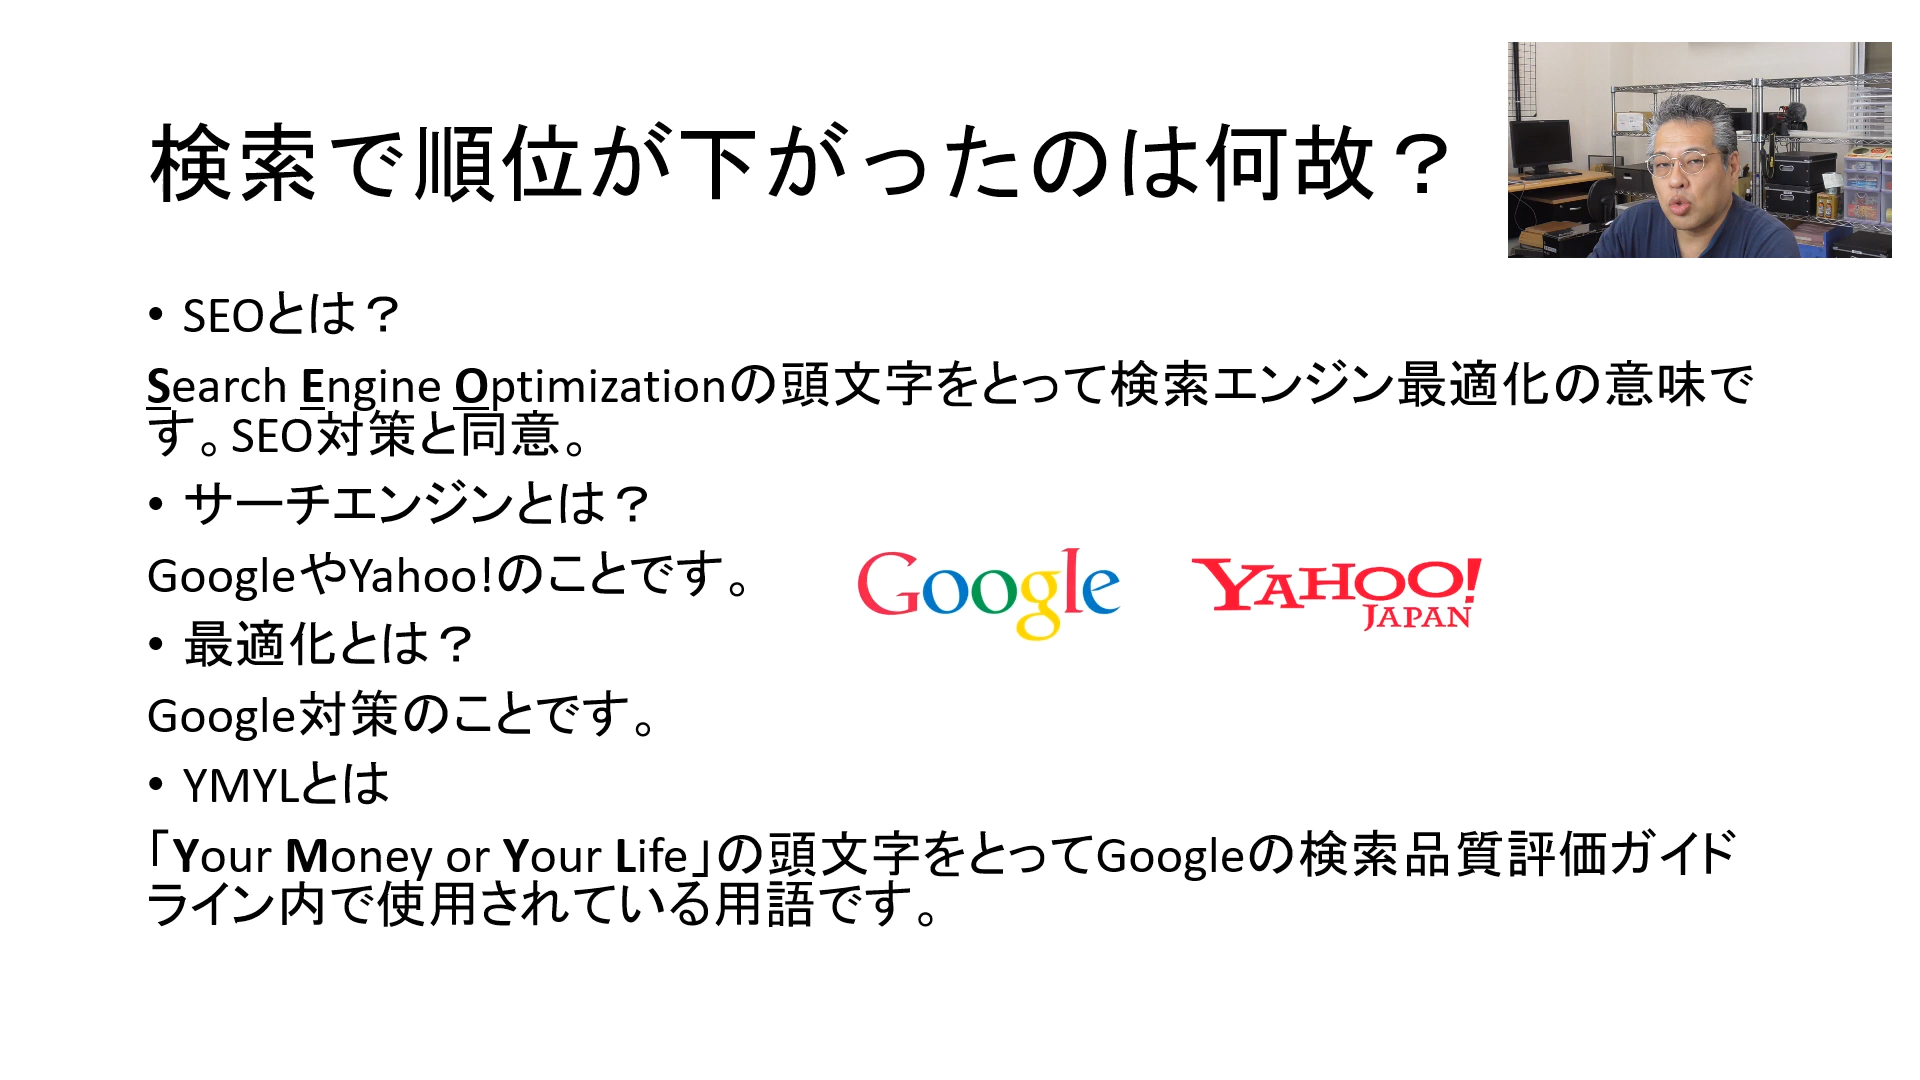 検索で順位が下がったのは何故？
• SEOとは？
Search Engine Optimizationの頭文字をとって検索エンジン最適化の意味で
す。SEO対策と同意。
• サーチエンジンとは？
GoogleやYahoo!のことです。
Google
YAHOO!
JAPAN
• 最適化とは？
Google対策のことです。
• YMYLとは
「Your Money or Your Life」の頭文字をとってGoogleの検索品質評価ガイド
ライン内で使用されている用語です。